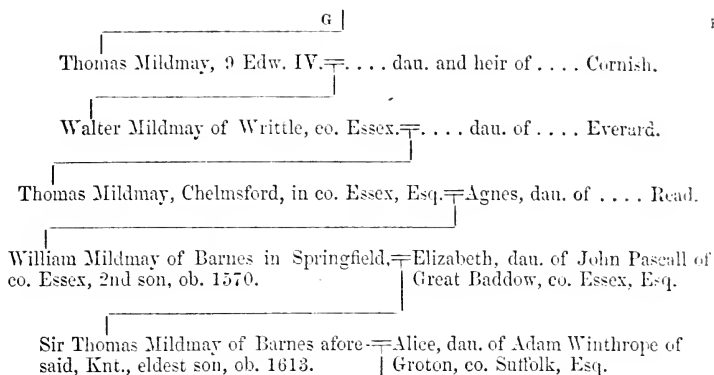 G
Thomas Mildmay, 9 Edw. IV.=.... dau. and heir of .... Cornish.
Walter Mildmay of Writtle, co. Essex.=.... dau. of .... Everard.
Thomas Mildmay, Chelmsford, in co. Essex, Esq.=Agnes, dau. of .... Read.
William Mildmay of Barnes in Springfield,=Elizabeth, dau. of John Pascall of
co. Essex, 2nd son, ob. 1570. Great Baddow, co. Essex, Esq.
Sir Thomas Mildmay of Barnes afore-=Alice, dau. of Adam Winthrope of
said, Knt., eldest son, ob. 1613. Groton, co. Suffolk, Esq.